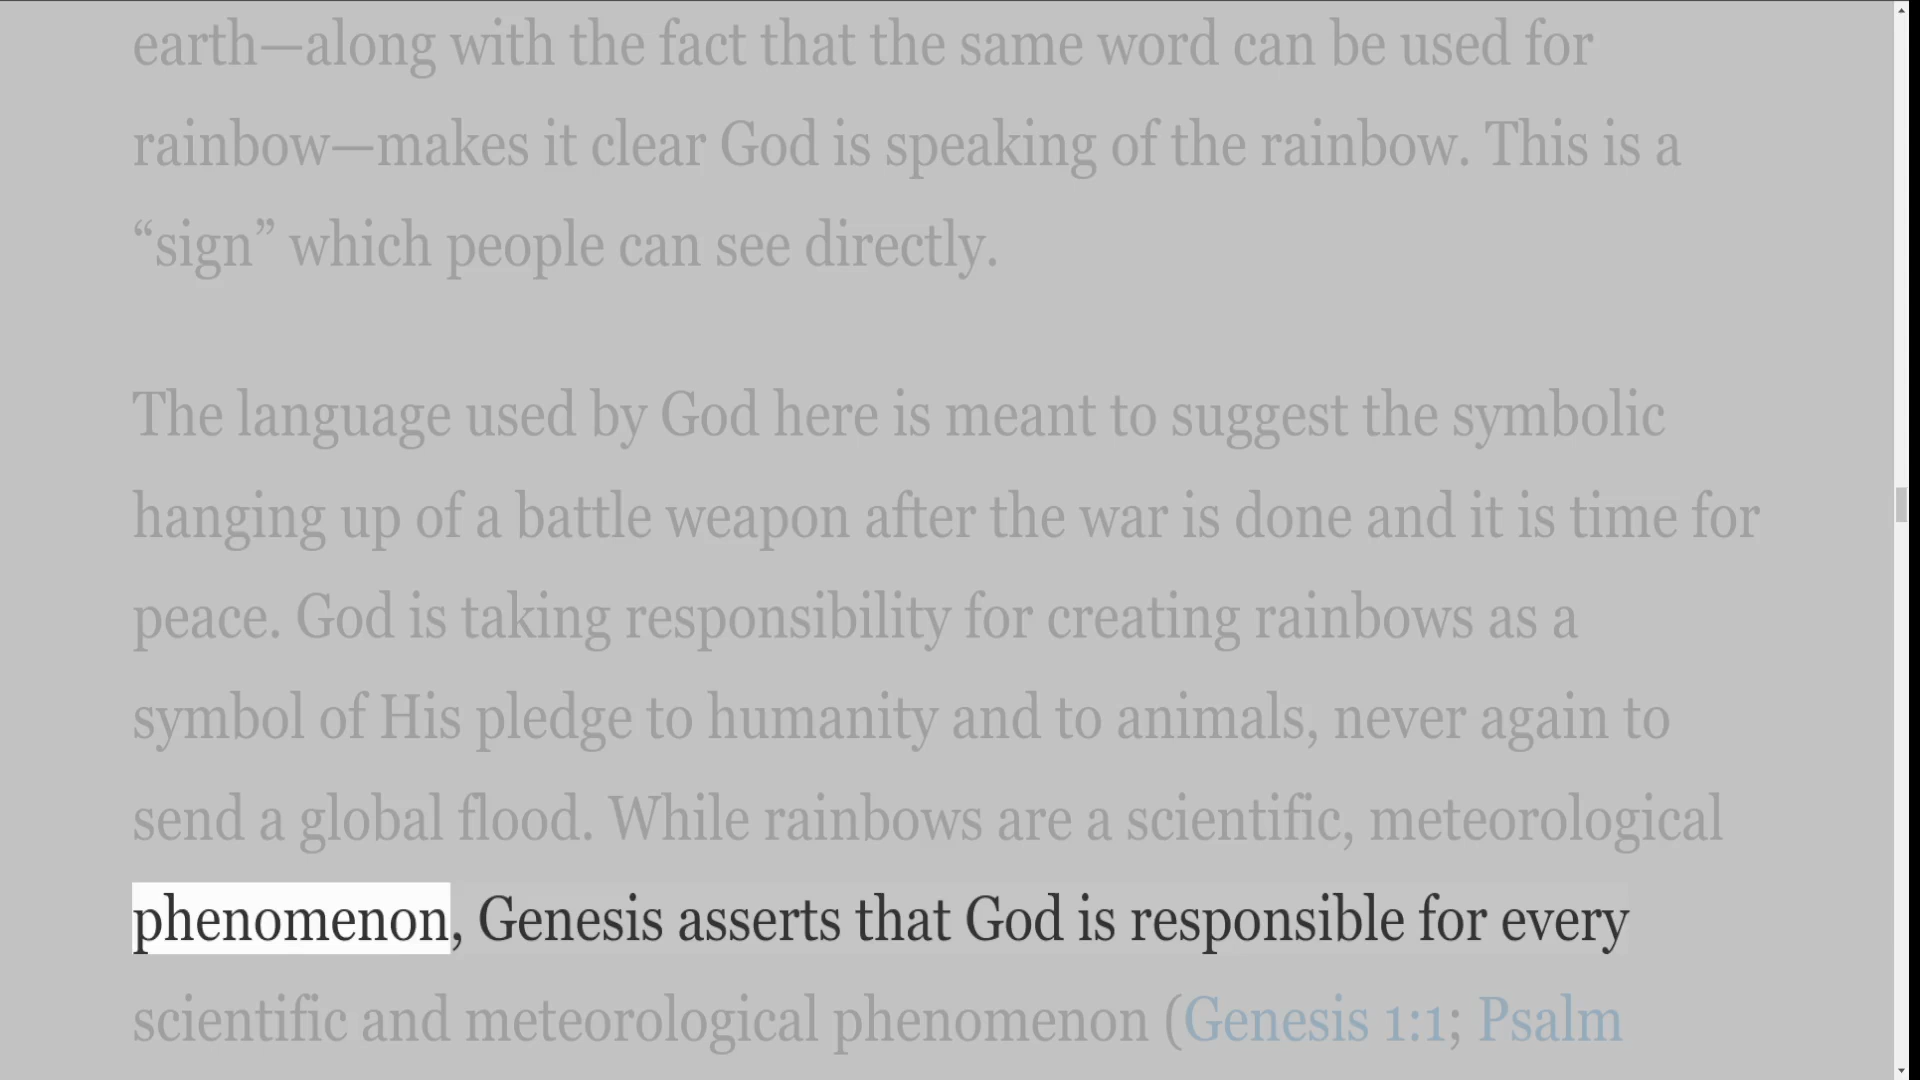 earth—along with the fact that the same word can be used for
rainbow—makes it clear God is speaking of the rainbow. This is a
“sign” which people can see directly.
The language used by God here is meant to suggest the symbolic
hanging up of a battle weapon after the war is done and it is time for
peace. God is taking responsibility for creating rainbows as a
symbol of His pledge to humanity and to animals, never again to
send a global flood. While rainbows are a scientific, meteorological
phenomenon, Genesis asserts that God is responsible for every
scientific and meteorological phenomenon (Genesis 1:1; Psalm